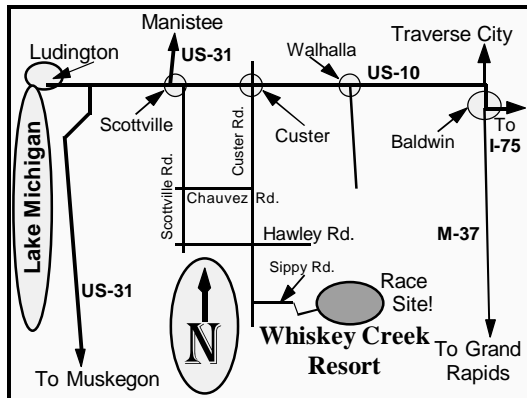 Manistee
Ludington
US-31
Walhalla
Traverse City
US-10
Scottville
Custer
Baldwin
To
I-75
Lake Michigan
Scottville Rd.
Custer Rd.
Chauvez Rd.
Hawley Rd.
M-37
US-31
Sippy Rd.
Race
Site!
N
Whiskey Creek
Resort
To Muskegon
To Grand
Rapids